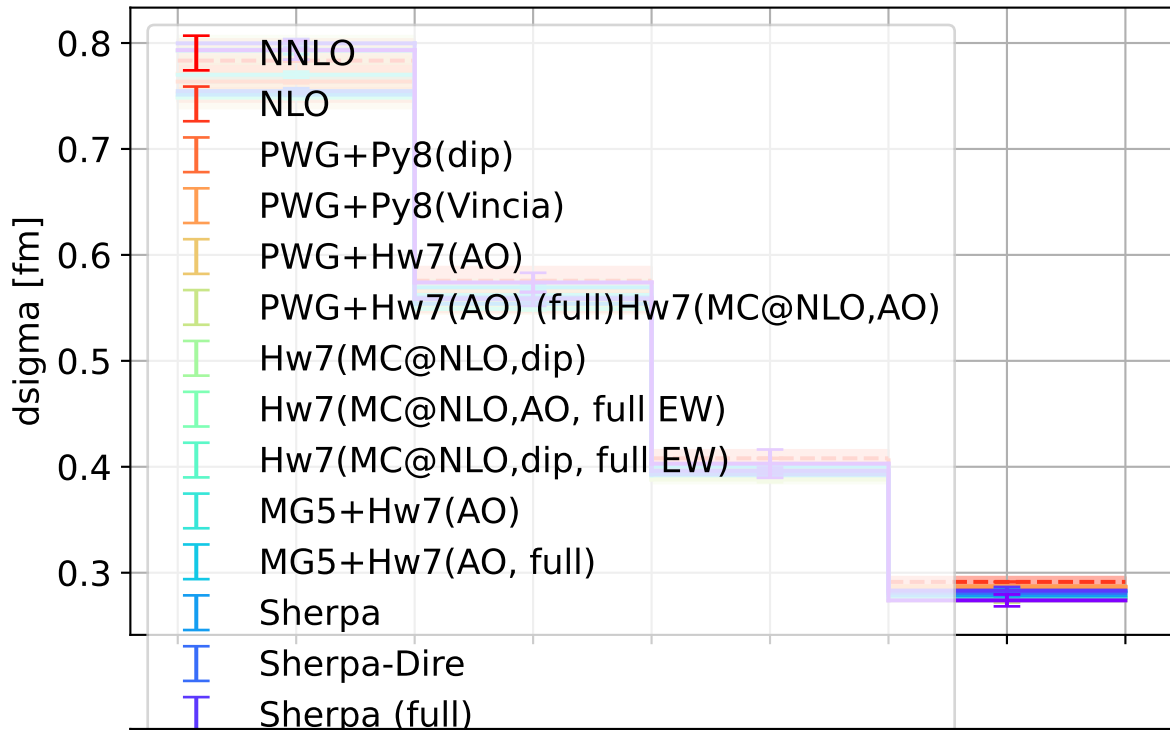 0.8
0.7
0.6
0.5
0.4
0.3
dsigma [fm]
NNLO
NLO
PWG+Py8(dip)
PWG+Py8(Vincia)
PWG+Hw7(AO)
PWG+Hw7(AO) (full)Hw7(MC@NLO,AO)
Hw7(MC@NLO,dip)
Hw7(MC@NLO,AO, full EW)
Hw7(MC@NLO,dip, full EW)
MG5+Hw7(AO)
MG5+Hw7(AO, full)
Sherpa
Sherpa-Dire
Sherpa (full)